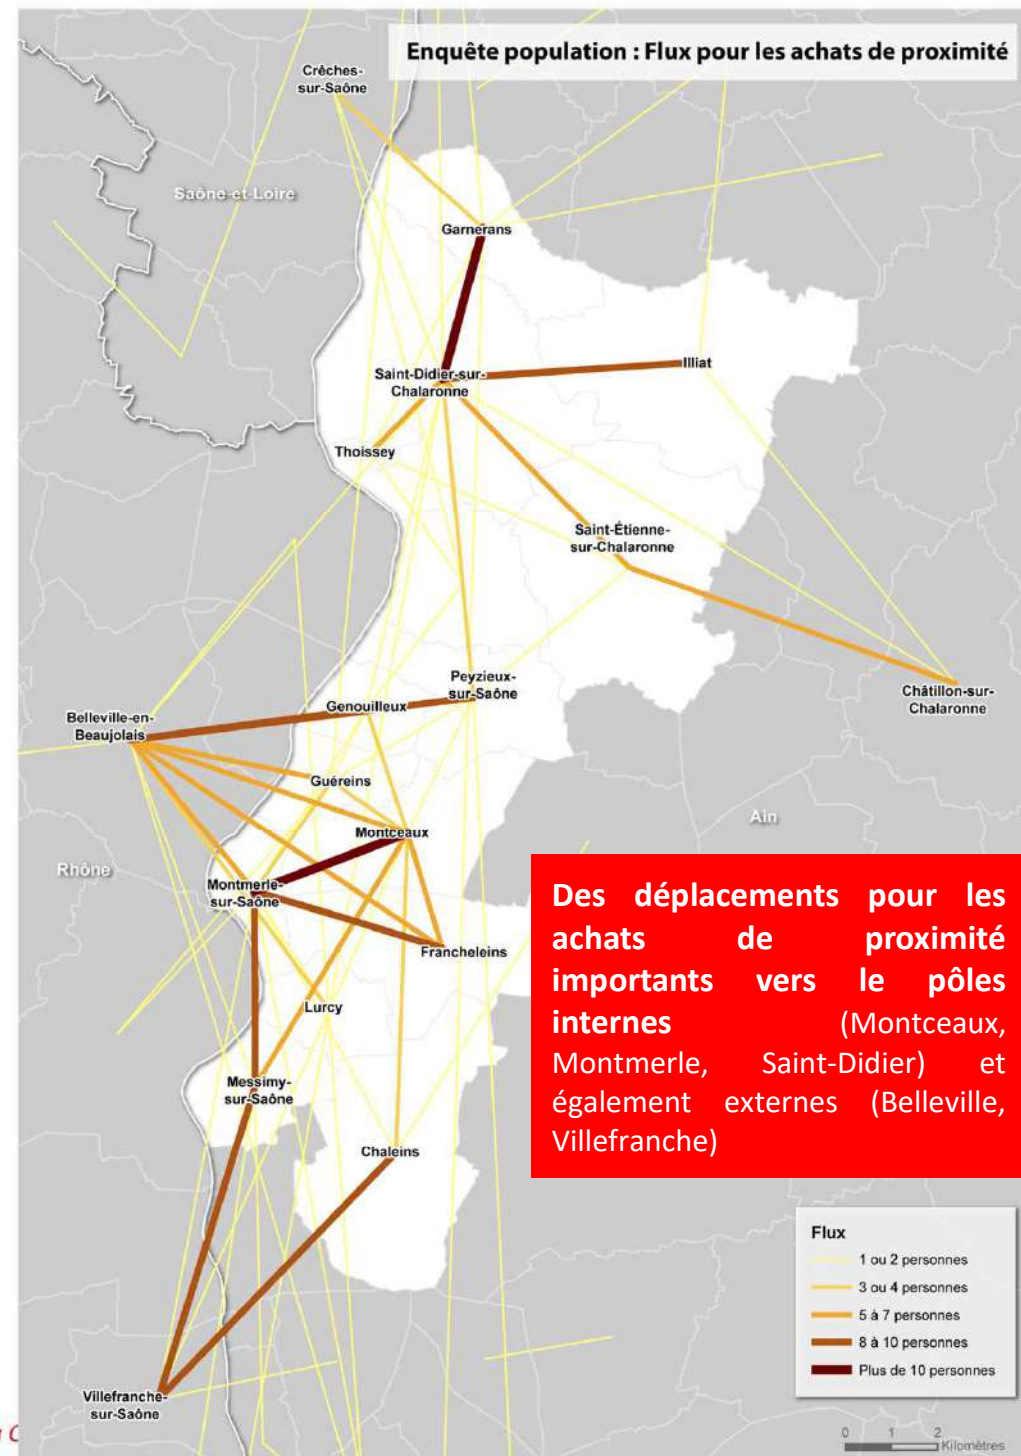 Enquête population : Flux pour les achats de proximité
Crêches-
sur-Saône
Saône-et-Loire
Garnerans
Saint-Didier-sur-
Chalaronne
Illiat
Thoissey
Saint-Étienne-
sur-Chalaronne
Peyzieux-
sur-Saône
Châtillon-sur-
Chalaronne
Genouilleux
Belleville-en-
Beaujolais
Guéreins
Ain
Montceaux
Rhône
Montmerle-
sur-Saône
Francheleins
Des déplacements pour les
achats de proximité
importants vers le pôles
internes (Montceaux,
Montmerle, Saint-Didier) et
également externes (Belleville,
Villefranche)
Lurcy
Messimy-
sur-Saône
Chaleins
Flux
1 ou 2 personnes
3 ou 4 personnes
5 à 7 personnes
8 à 10 personnes
Plus de 10 personnes
Villefranche-
sur-Saône
0 1 2
Kilomètres